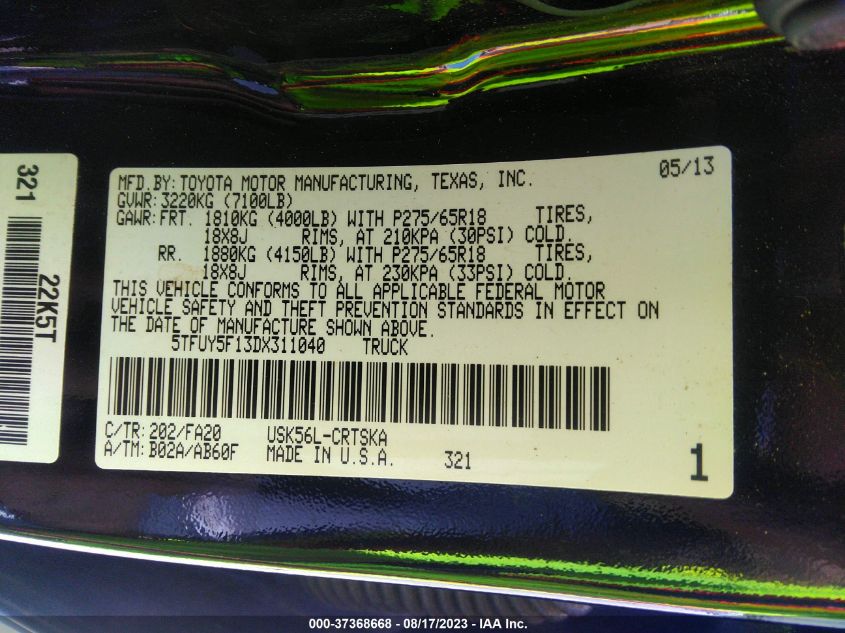 321
22K5T
MFD.BY: TOYOTA MOTOR MANUFACTURING, TEXAS, INC. 05/13
GVWR: 3220KG (7100LB)
GAWR: FRT. 1810KG (4000LB) WITH P275/65R18 TIRES,
18X8J RIMS, AT 210KPA (30PSI) COLD.
RR. 1880KG (4150LB) WITH P275/65R18 TIRES,
18X8J RIMS, AT 230KPA (33PSI) COLD.
THIS VEHICLE CONFORMS TO ALL APPLICABLE FEDERAL MOTOR
VEHICLE SAFETY AND THEFT PREVENTION STANDARDS IN EFFECT ON
THE DATE OF MANUFACTURE SHOWN ABOVE.
5TFUY5F13DX311040 TRUCK
C/TR: 202/FA20 USK56L-CRTSKA
A/TM: B02A/AB60F MADE IN U.S.A. 321 1
000-37368668 - 08/17/2023 - IAA Inc.